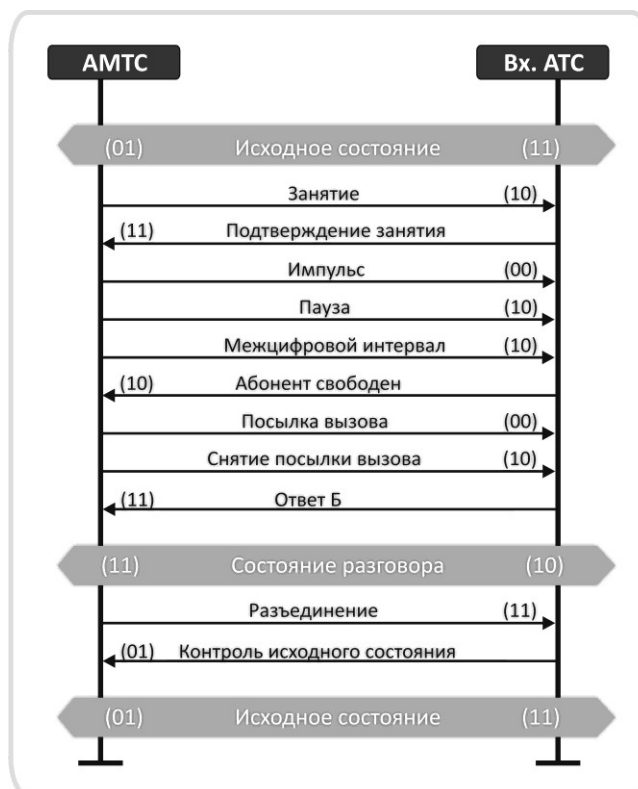 АМТС Вх. АТС
(01) Исходное состояние (11)
Занятие (10)
(11) Подтверждение занятия
Импульс (00)
Пауза (10)
Межцифровой интервал (10)
(10) Абонент свободен
Посылка вызова (00)
Снятие посылки вызова (10)
(11) Ответ Б
(11) Состояние разговора (10)
Разъединение (11)
(01) Контроль исходного состояния
(01) Исходное состояние (11)